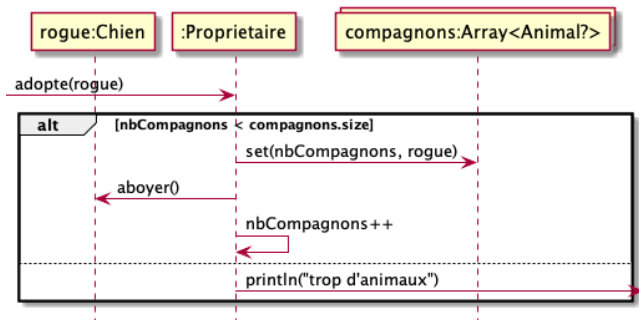 rogue:Chien
:Proprietaire
compagnons:Array<Animal?>
adopte(rogue)
alt
[nbCompagnons < compagnons.size]
set(nbCompagnons, rogue)
aboyer()
nbCompagnons++
println("trop d'animaux")